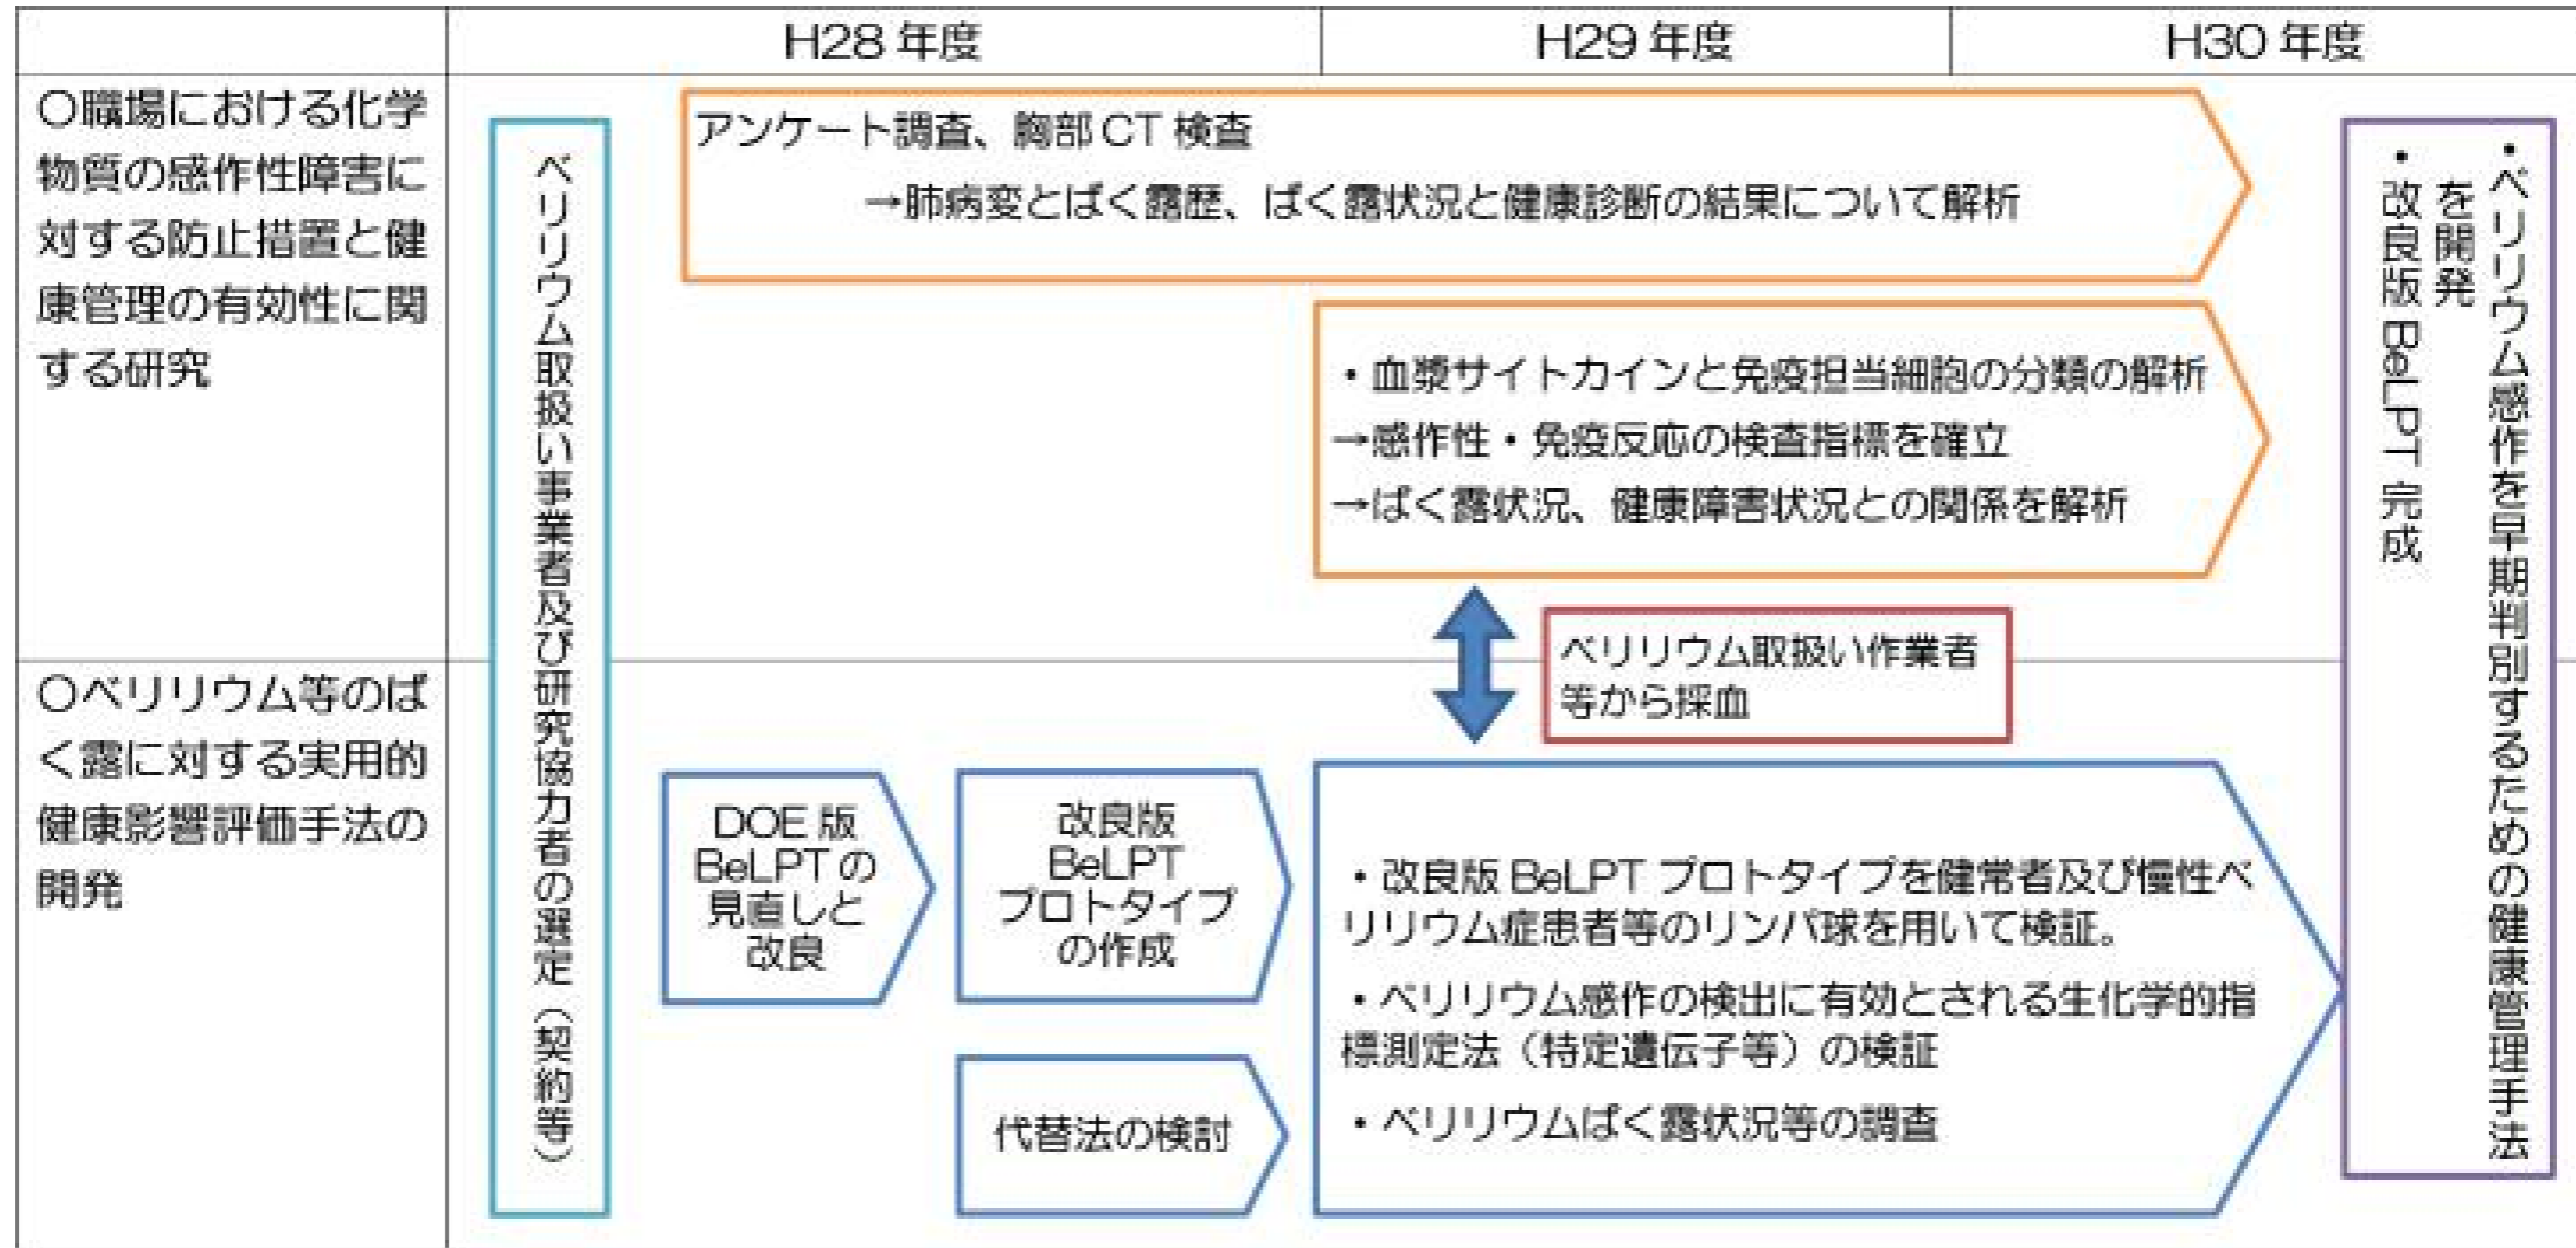 H28 年度
H29 年度
H30 年度
〇職場における化学
物質の感作性障害に
対する防止措置と健
康管理の有効性に関
する研究
ベリリウム取扱い事業者及び研究協力者の選定（契約等）
アンケート調査、胸部 CT 検査
→肺病変とばく露歴、ばく露状況と健康診断の結果について解析
・血漿サイトカインと免疫担当細胞の分類の解析
→感作性・免疫反応の検査指標を確立
→ばく露状況、健康障害状況との関係を解析
ベリリウム取扱い作業者
等から採血
〇ベリリウム等のば
く露に対する実用的
健康影響評価手法の
開発
DOE 版
BeLPT の
見直しと
改良
改良版
BeLPT
プロトタイプ
の作成
代替法の検討
・改良版 BeLPT プロトタイプを健常者及び慢性ベ
リリウム症患者等のリンパ球を用いて検証。
・ベリリウム感作の検出に有効とされる生化学的指
標測定法（特定遺伝子等）の検証
・ベリリウムばく露状況等の調査
・ベリリウム感作を早期判別するための健康管理手法
を開発
・改良版 BeLPT 完成